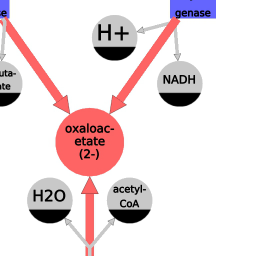 genase
H+
NADH
oxaloac-
etate
(2-)
H2O
acetyl-
CoA